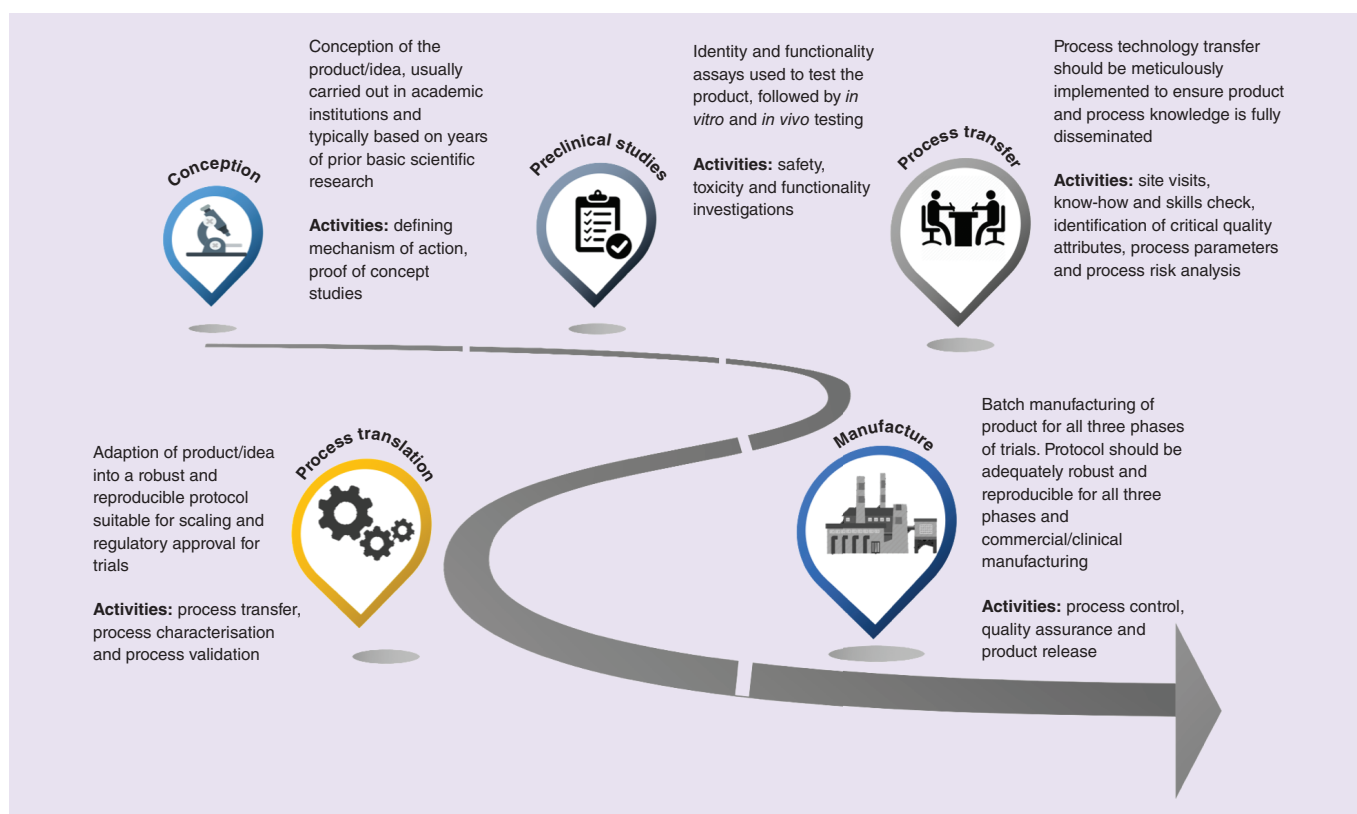 Conception
Conception of the
product/idea, usually
carried out in academic
institutions and
typically based on years
of prior basic scientific
research
Activities: defining
mechanism of action,
proof of concept
studies
Preclinical studies
Identity and functionality
assays used to test the
product, followed by in
vitro and in vivo testing
Activities: safety,
toxicity and functionality
investigations
Process transfer
Process technology transfer
should be meticulously
implemented to ensure product
and process knowledge is fully
disseminated
Activities: site visits,
know-how and skills check,
identification of critical quality
attributes, process parameters
and process risk analysis
Process translation
Adaption of product/idea
into a robust and
reproducible protocol
suitable for scaling and
regulatory approval for
trials
Activities: process transfer,
process characterisation
and process validation
Manufacture
Batch manufacturing of
product for all three phases
of trials. Protocol should be
adequately robust and
reproducible for all three
phases and
commercial/clinical
manufacturing
Activities: process control,
quality assurance and
product release